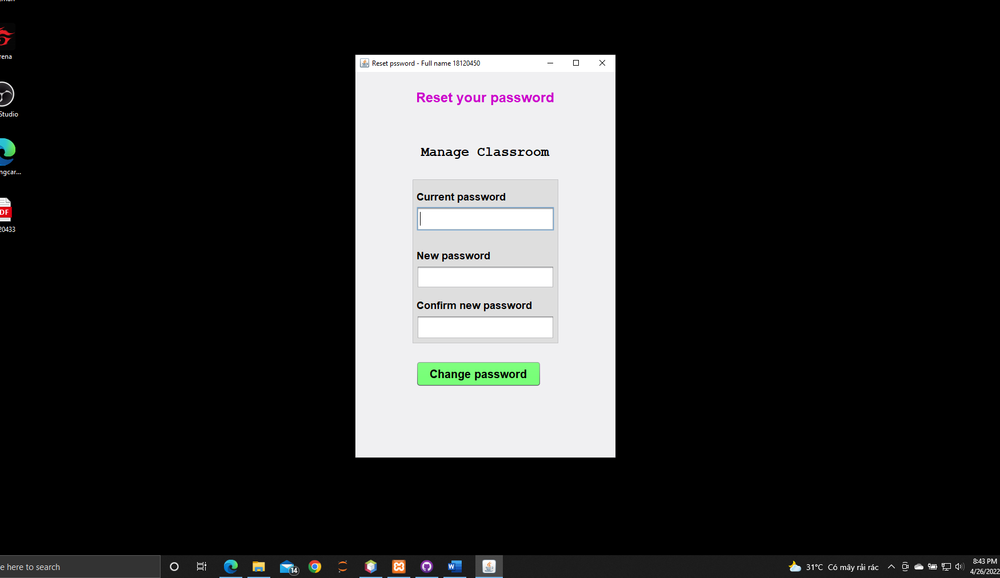 rena
Studio
ngcar...
DF
20433
Reset pssword - Full name 18120450
Reset your password
Manage Classroom
Current password
New password
Confirm new password
Change password
e here to search
14
W
31°C Có mây rải rác
8:43 PM
4/26/2022